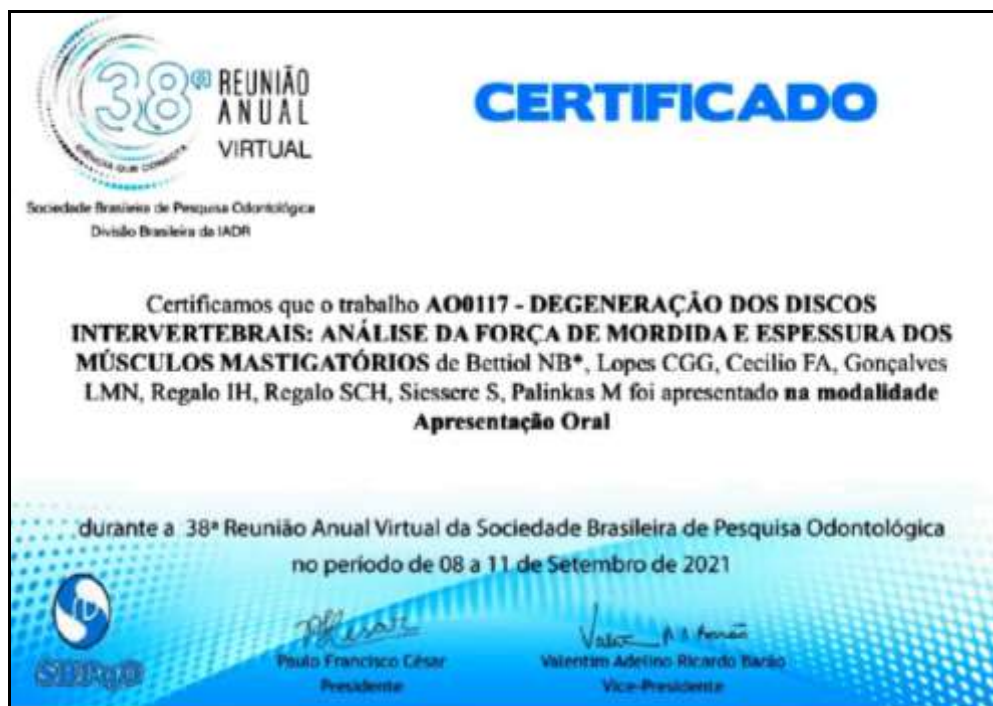 38ª REUNIÃO
ANUAL
VIRTUAL
CIÊNCIA QUE CONECTA
Sociedade Brasileira de Pesquisa Odontológica
Divisão Brasileira da IADR
CERTIFICADO
Certificamos que o trabalho AO0117 - DEGENERAÇÃO DOS DISCOS
INTERVERTEBRAIS: ANÁLISE DA FORÇA DE MORDIDA E ESPESSURA DOS
MÚSCULOS MASTIGATÓRIOS de Bettiol NB*, Lopes CGG, Cecilio FA, Gonçalves
LMN, Regalo IH, Regalo SCH, Siessere S, Palinkas M foi apresentado na modalidade
Apresentação Oral
durante a 38ª Reunião Anual Virtual da Sociedade Brasileira de Pesquisa Odontológica
no período de 08 a 11 de Setembro de 2021
Paulo Francisco César
Presidente
Valentim Adelino Ricardo Barão
Vice-Presidente
SBPqO